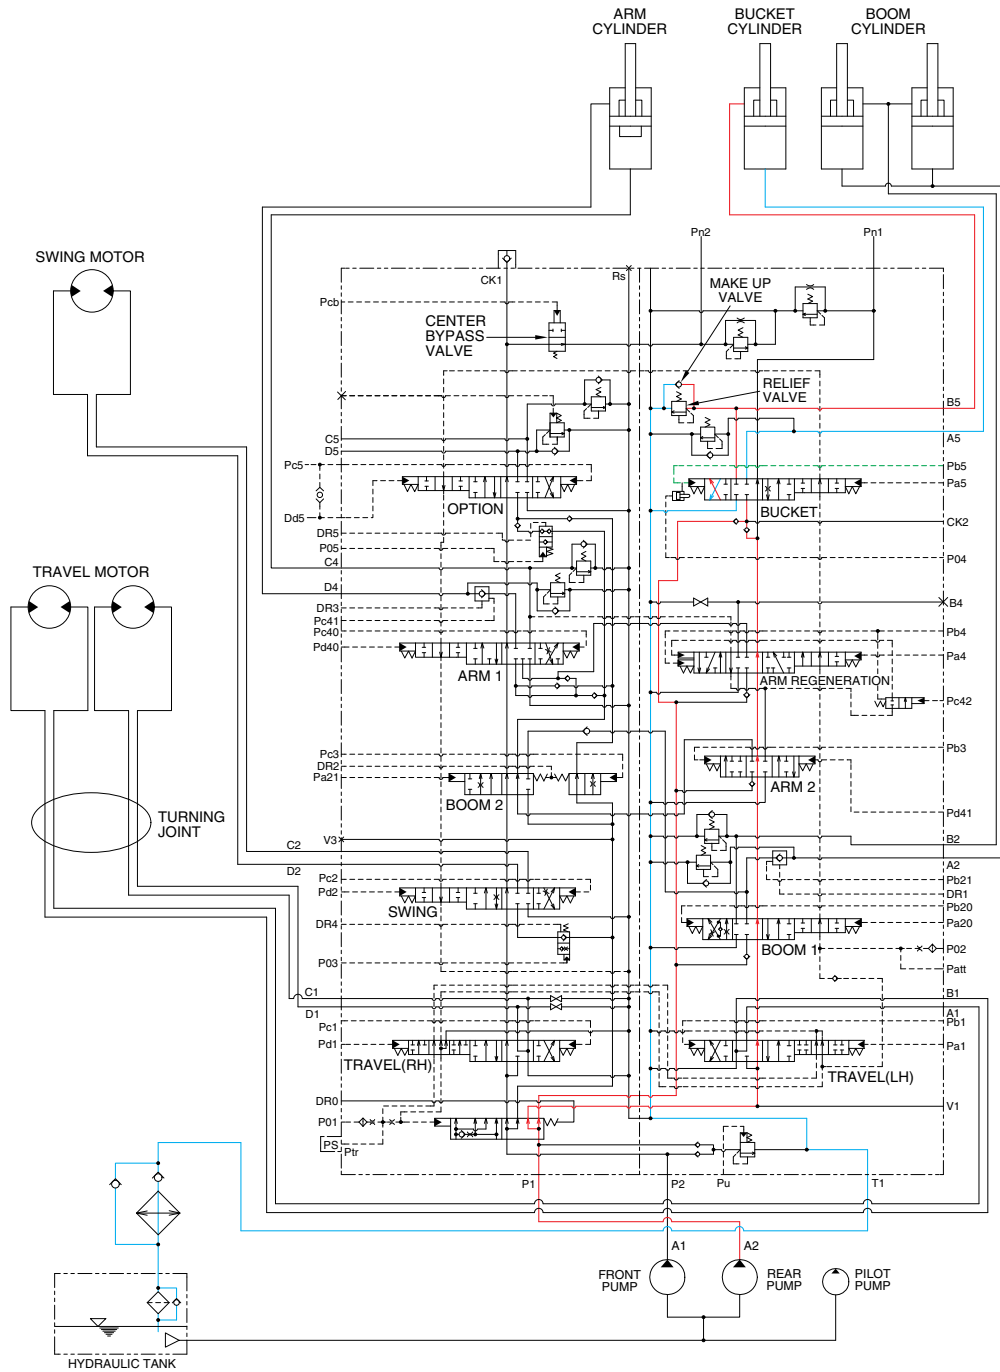 ARM
CYLINDER
BUCKET
CYLINDER
BOOM
CYLINDER
SWING MOTOR
Pn2
Pn1
CK1
Rs
MAKE UP
VALVE
Pcb
CENTER
BYPASS
VALVE
RELIEF
VALVE
B5
C5
A5
D5
Pc5
Pb5
Pa5
OPTION
BUCKET
Dd5
CK2
DR5
P05
P04
C4
TRAVEL MOTOR
D4
B4
DR3
Pc41
Pc40
Pb4
Pd40
Pa4
ARM 1
ARM REGENERATION
Pc42
Pc3
Pb3
DR2
Pa21
BOOM 2
ARM 2
TURNING
JOINT
Pd41
V3
B2
C2
A2
D2
Pc2
Pb21
Pd2
DR1
SWING
Pb20
DR4
Pa20
BOOM 1
P03
P02
Patt
C1
B1
D1
A1
Pc1
Pb1
Pd1
Pa1
TRAVEL(RH)
TRAVEL(LH)
DR0
V1
P01
PS
Ptr
P1
P2
Pu
T1
A1
A2
FRONT
PUMP
REAR
PUMP
PILOT
PUMP
HYDRAULIC TANK